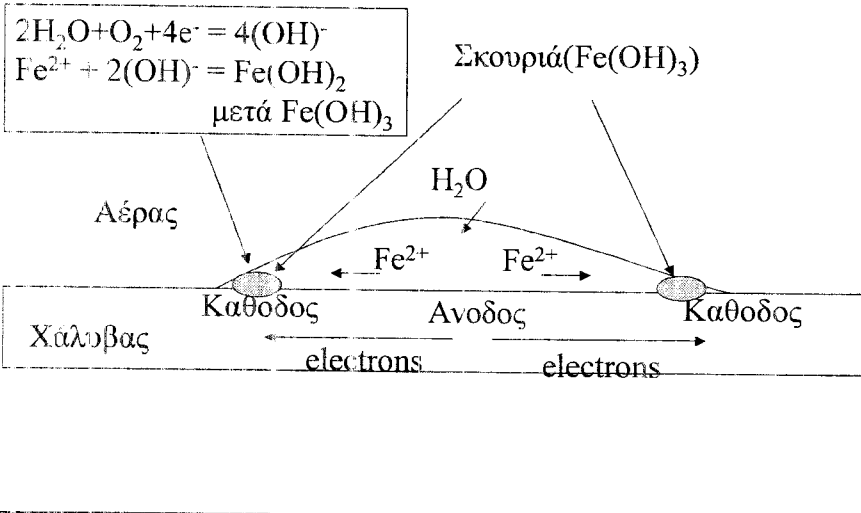 2H₂O+O₂+4e⁻ = 4(OH)⁻
Fe²⁺ + 2(OH)⁻ = Fe(OH)₂
μετά Fe(OH)₃
Σκουριά(Fe(OH)₃)
H₂O
Αέρας
Fe²⁺ Fe²⁺
Καθοδος Ανοδος Καθοδος
Χάλυβας
electrons electrons